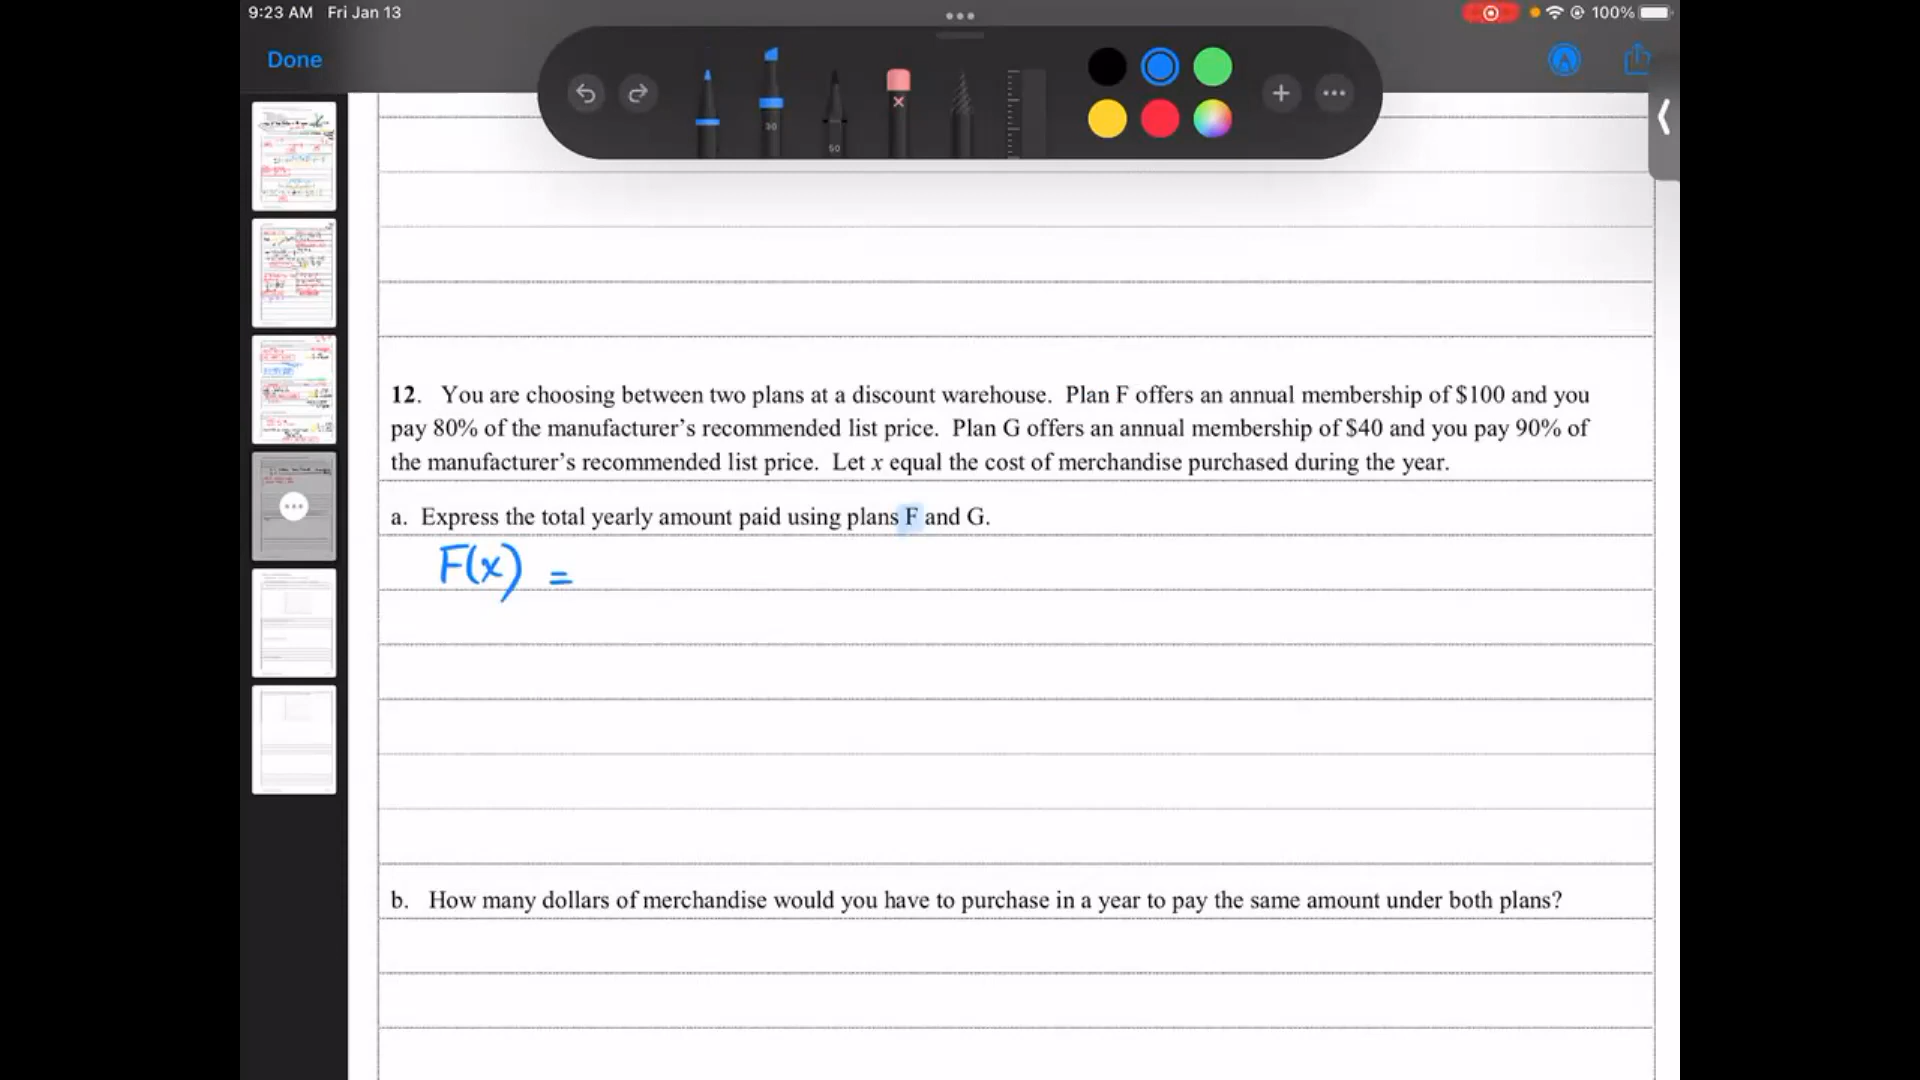 9:23 AM Fri Jan 13
100%
Done
30
50
12. You are choosing between two plans at a discount warehouse. Plan F offers an annual membership of $100 and you
pay 80% of the manufacturer's recommended list price. Plan G offers an annual membership of $40 and you pay 90% of
the manufacturer's recommended list price. Let x equal the cost of merchandise purchased during the year.
a. Express the total yearly amount paid using plans F and G.
F(x) =
b. How many dollars of merchandise would you have to purchase in a year to pay the same amount under both plans?